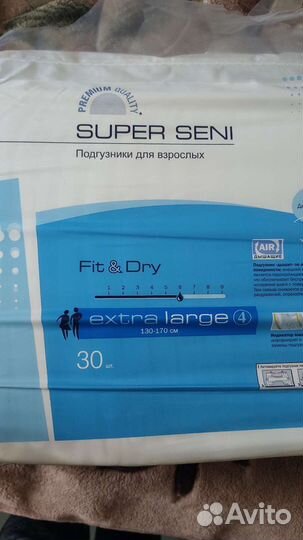 PREMIUM QUALITY
SUPER SENI
Подгузники для взрослых
(AIR)
ДЫШАЩИЕ
Fit & Dry
1 2 3 4 5 6 7 8 9
extra large 4
130-170 см
30 шт.
Avito